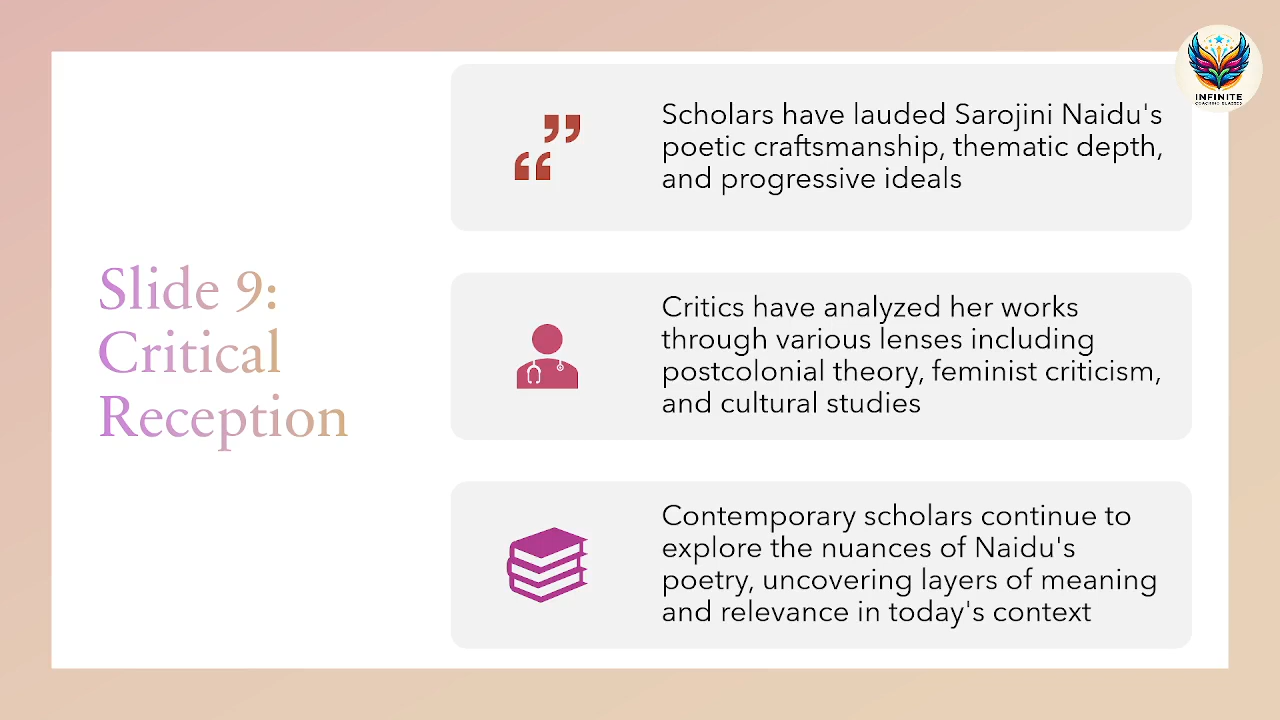 INFINITE
COACHING CLASSES
Slide 9:
Critical
Reception
Scholars have lauded Sarojini Naidu's
poetic craftsmanship, thematic depth,
and progressive ideals
Critics have analyzed her works
through various lenses including
postcolonial theory, feminist criticism,
and cultural studies
Contemporary scholars continue to
explore the nuances of Naidu's
poetry, uncovering layers of meaning
and relevance in today's context